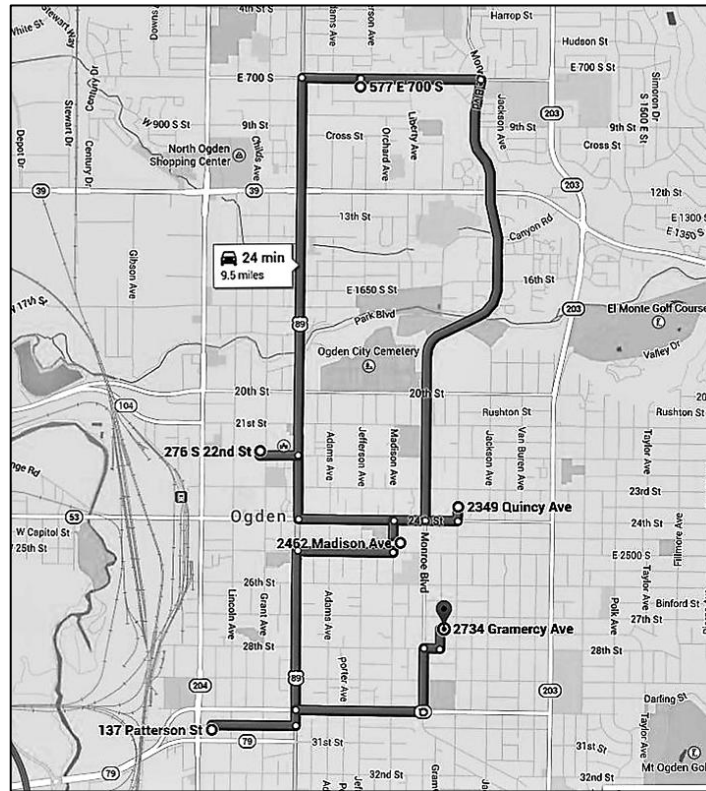 4th St S
Harrop St
White St
Stewart Way
Hudson St
E 700 S
577 E 700 S
E 700 S St
W 900 S St
9th St
9th St
9th St
Depot Dr
Stewart Dr
Century Dr
Century Dr
North Ogden
Shopping Center
Childs Ave
Cross St
Orchard Ave
Liberty Ave
Jackson Ave
203
Cross St
39
39
203
12th St
13th St
E 1300 S
E 1350 S
Canyon Rd
Gibson Ave
24 min
9.5 miles
16th St
E 1650 S St
W 17th St
203
El Monte Golf Course
89
Park Blvd
Valley Dr
Ogden City Cemetery
20th St
20th St
104
21st St
Rushton St
Rushton St
276 S 22nd St
Adams Ave
Jefferson Ave
Madison Ave
Jackson Ave
Van Buren Ave
Taylor Ave
23rd St
2349 Quincy Ave
53
Ogden
24th St
24th St
W Capitol St
W 25th St
2462 Madison Ave
Monroe Blvd
E 2500 S
Fillmore Ave
26th St
Lincoln Ave
Grant Ave
Adams Ave
Taylor Ave
Polk Ave
Binford St
27th St
2734 Gramercy Ave
28th St
28th St
Porter Ave
89
204
203
Darling St
137 Patterson St
79
31st St
31st St
Taylor Ave
79
32nd St
32nd St
Mt Ogden Gol